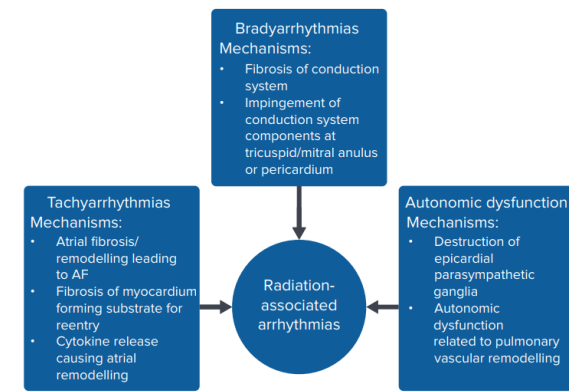 Bradyarrhythmias
Mechanisms:
• Fibrosis of conduction
system
• Impingement of
conduction system
components at
tricuspid/mitral anulus
or pericardium
Tachyarrhythmias
Mechanisms:
• Atrial fibrosis/
remodelling leading
to AF
• Fibrosis of myocardium
forming substrate for
reentry
• Cytokine release
causing atrial
remodelling
Radiation-
associated
arrhythmias
Autonomic dysfunction
Mechanisms:
• Destruction of
epicardial
parasympathetic
ganglia
• Autonomic
dysfunction
related to pulmonary
vascular remodelling